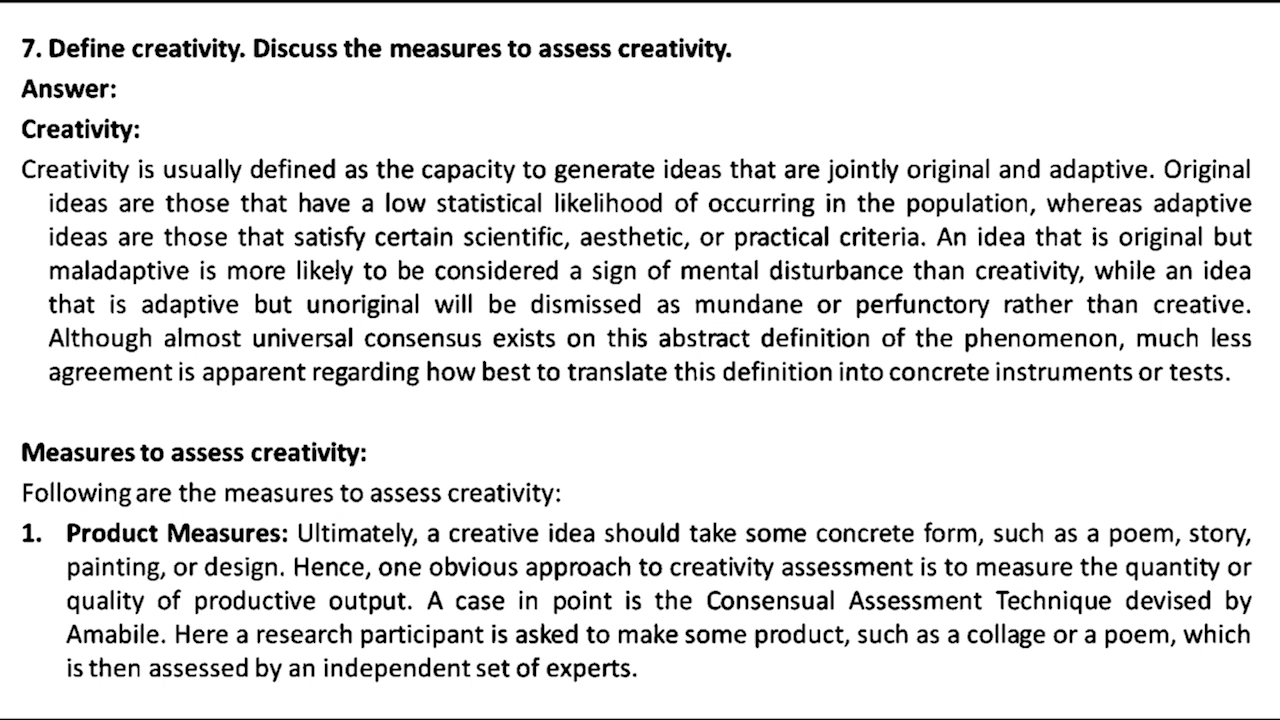 7. Define creativity. Discuss the measures to assess creativity.
Answer:
Creativity:
Creativity is usually defined as the capacity to generate ideas that are jointly original and adaptive. Original
ideas are those that have a low statistical likelihood of occurring in the population, whereas adaptive
ideas are those that satisfy certain scientific, aesthetic, or practical criteria. An idea that is original but
maladaptive is more likely to be considered a sign of mental disturbance than creativity, while an idea
that is adaptive but unoriginal will be dismissed as mundane or perfunctory rather than creative.
Although almost universal consensus exists on this abstract definition of the phenomenon, much less
agreement is apparent regarding how best to translate this definition into concrete instruments or tests.
Measures to assess creativity:
Following are the measures to assess creativity:
1. Product Measures: Ultimately, a creative idea should take some concrete form, such as a poem, story,
painting, or design. Hence, one obvious approach to creativity assessment is to measure the quantity or
quality of productive output. A case in point is the Consensual Assessment Technique devised by
Amabile. Here a research participant is asked to make some product, such as a collage or a poem, which
is then assessed by an independent set of experts.